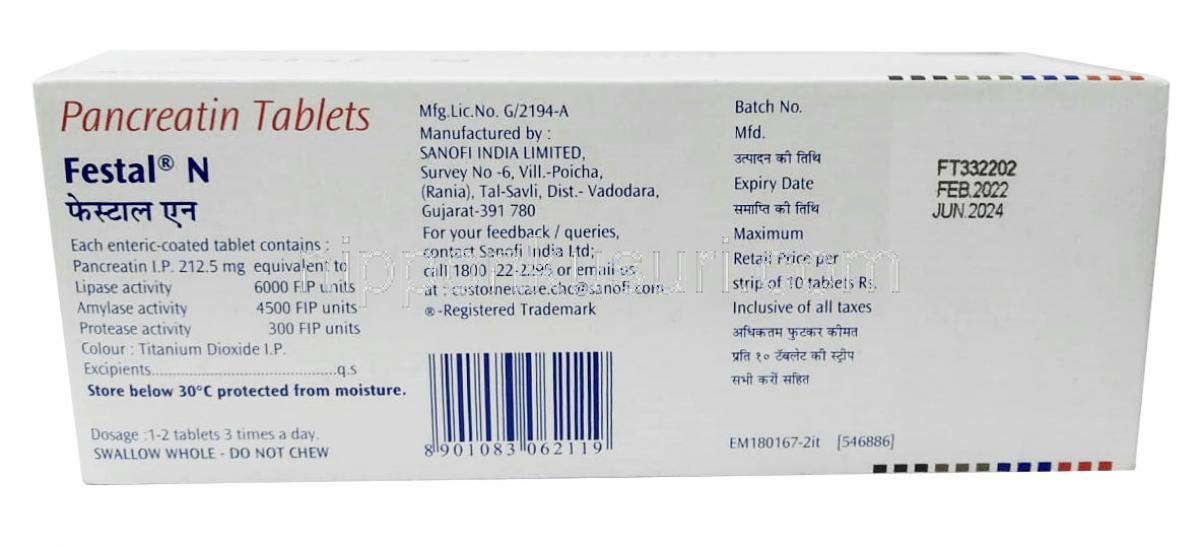 Pancreatin Tablets
Festal® N
फेस्टाल एन
Each enteric-coated tablet contains :
Pancreatin I.P. 212.5 mg equivalent to
Lipase activity 6000 FIP units
Amylase activity 4500 FIP units
Protease activity 300 FIP units
Colour : Titanium Dioxide I.P.
Excipients..........................................q.s
Store below 30°C protected from moisture.
Dosage :1-2 tablets 3 times a day.
SWALLOW WHOLE - DO NOT CHEW
Mfg.Lic.No. G/2194-A
Manufactured by :
SANOFI INDIA LIMITED,
Survey No -6, Vill.-Poicha,
(Rania), Tal-Savli, Dist.- Vadodara,
Gujarat-391 780
For your feedback / queries,
contact Sanofi India Ltd;
call 1800 -22-2295 or email us
at : customercare.chc@sanofi.com
®-Registered Trademark
8 901083 062119
Batch No.
Mfd.
उत्पादन की तिथि
Expiry Date
समाप्ति की तिथि
Maximum
Retail Price per
strip of 10 tablets Rs.
Inclusive of all taxes
अधिकतम फुटकर कीमत
प्रति १० टॅबलेट की स्ट्रीप
सभी करों सहित
FT332202
FEB.2022
JUN.2024
EM180167-2it [546886]